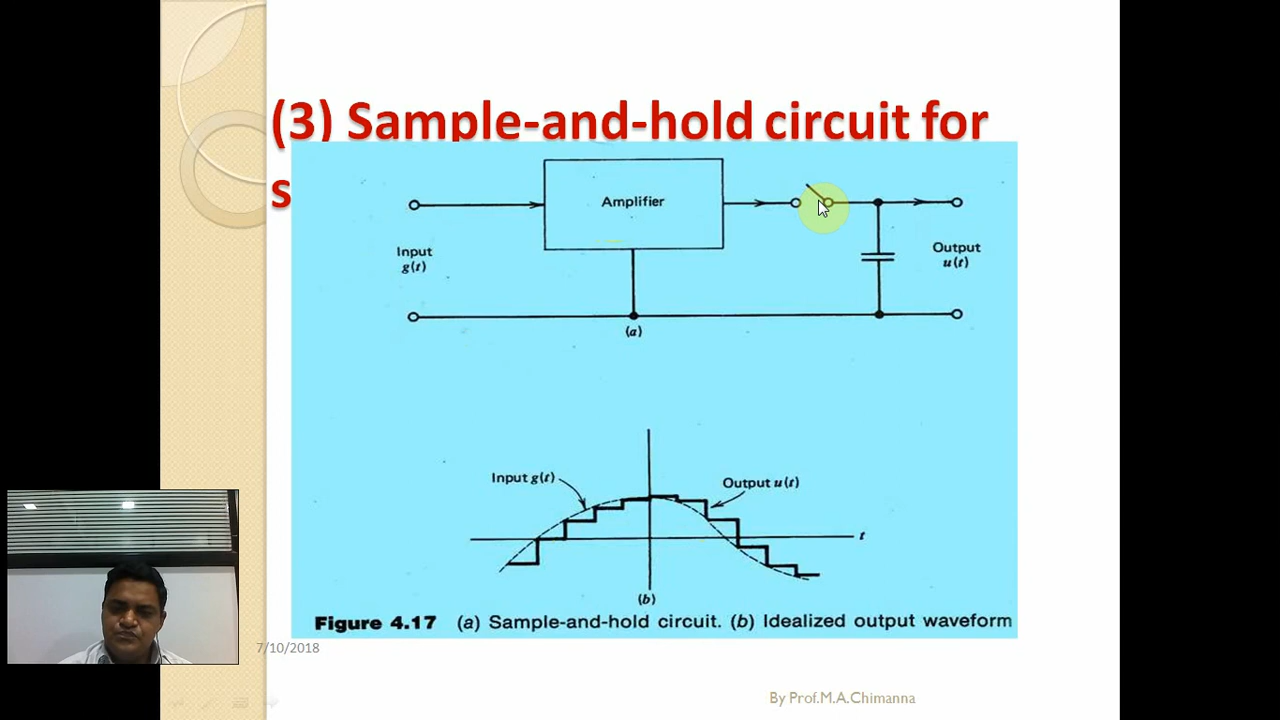 (3) Sample-and-hold circuit for
s
Amplifier
Input
g(t)
Output
u(t)
(a)
Input g(t)
Output u(t)
t
(b)
Figure 4.17 (a) Sample-and-hold circuit. (b) Idealized output waveform
7/10/2018
By Prof.M.A.Chimanna